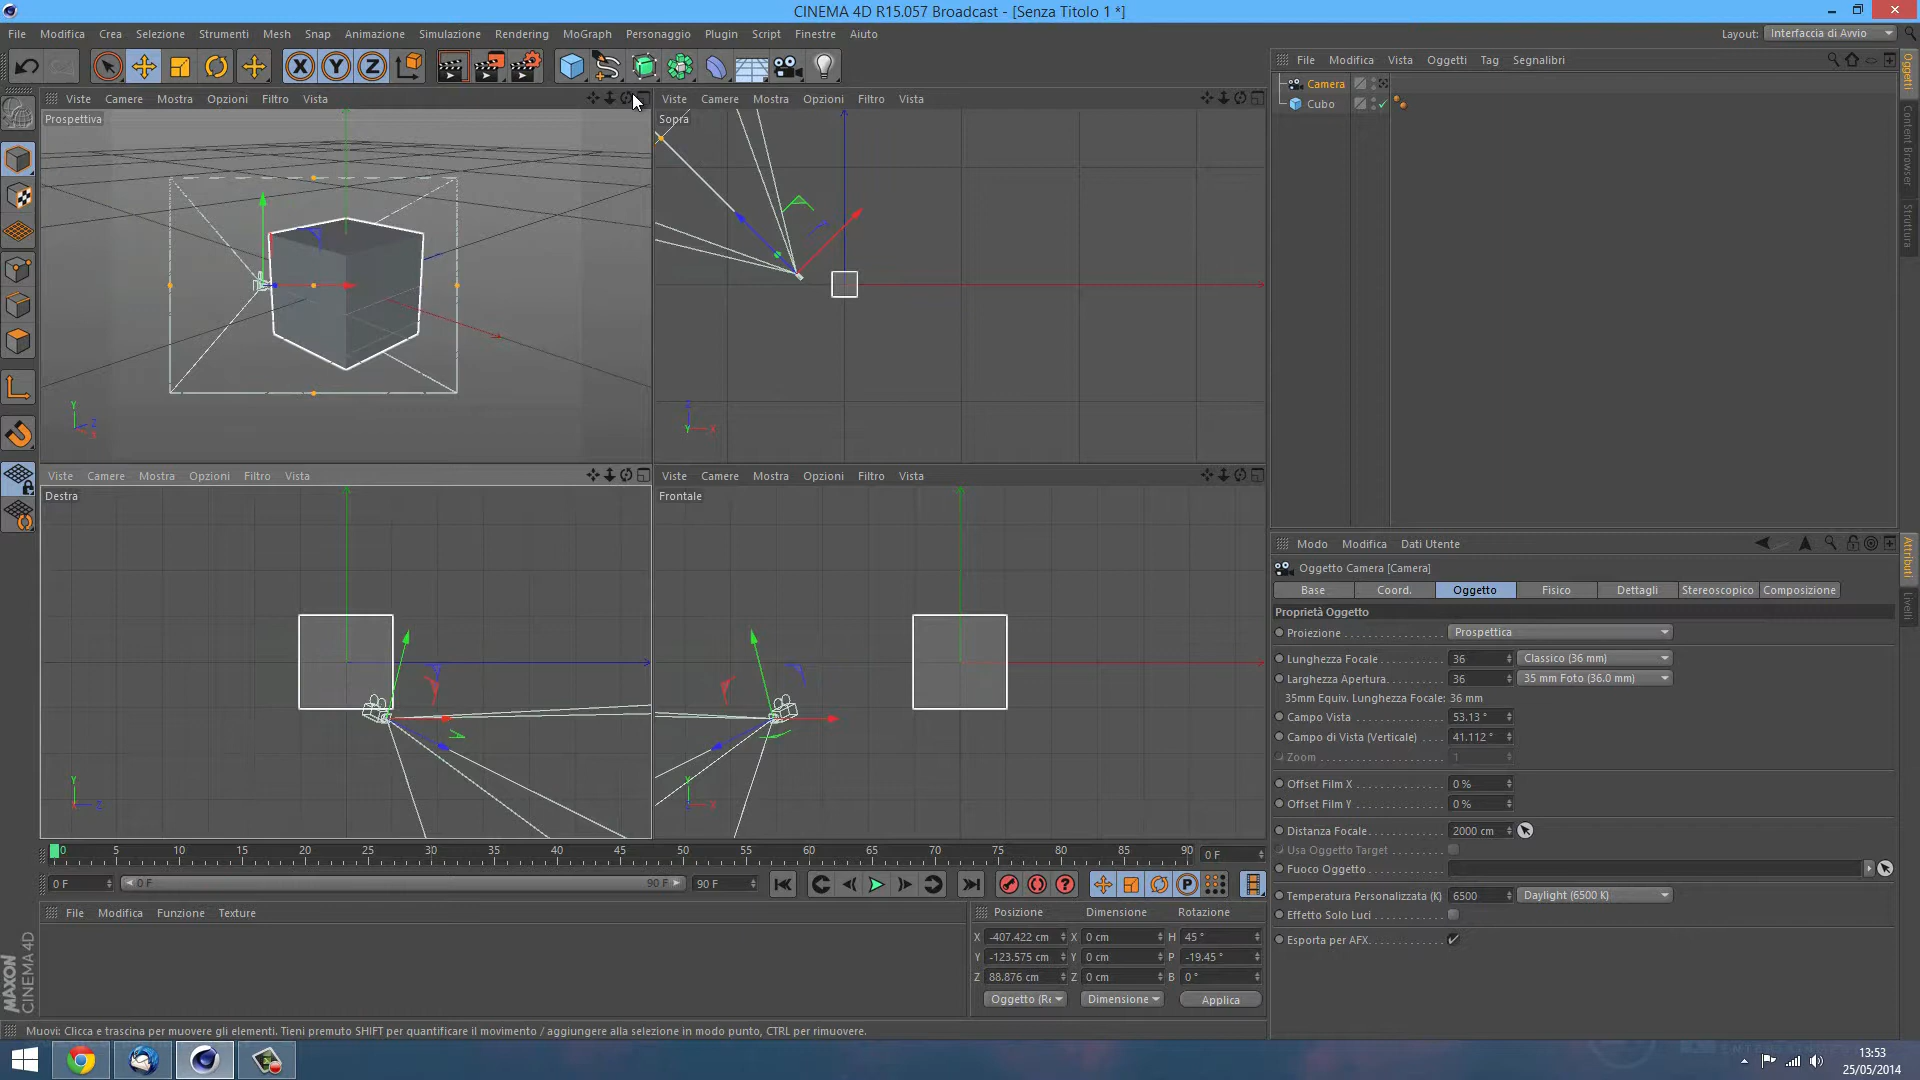 CINEMA 4D R15.057 Broadcast - [Senza Titolo 1 *]
File Modifica Crea Selezione Strumenti Mesh Snap Animazione Simulazione Rendering MoGraph Personaggio Plugin Script Finestre Aiuto Layout: Interfaccia di Avvio
X Y Z
File Modifica Vista Oggetti Tag Segnalibri
Oggetti
Content Browser
Struttura
Camera
Cubo
Viste Camere Mostra Opzioni Filtro Vista
Prospettiva
Y
Z
X
Viste Camere Mostra Opzioni Filtro Vista
Sopra
Z
Y X
Viste Camere Mostra Opzioni Filtro Vista
Destra
Y
X Z
Viste Camere Mostra Opzioni Filtro Vista
Frontale
Y
Z X
Modo Modifica Dati Utente
Attributi
Livelli
Oggetto Camera [Camera]
Base Coord. Oggetto Fisico Dettagli Stereoscopico Composizione
Proprietà Oggetto
Proiezione Prospettica
Lunghezza Focale 36 Classico (36 mm)
Larghezza Apertura 36 35 mm Foto (36.0 mm)
35mm Equiv. Lunghezza Focale: 36 mm
Campo Vista 53.13 °
Campo di Vista (Verticale) 41.112 °
Zoom 1
Offset Film X 0 %
Offset Film Y 0 %
Distanza Focale 2000 cm
Usa Oggetto Target
Fuoco Oggetto
Temperatura Personalizzata (K) 6500 Daylight (6500 K)
Effetto Solo Luci
Esporta per AFX
0 5 10 15 20 25 30 35 40 45 50 55 60 65 70 75 80 85 90 0 F
0 F 0 F 90 F 90 F
File Modifica Funzione Texture
Posizione Dimensione Rotazione
X -407.422 cm X 0 cm H 45 °
Y -123.575 cm Y 0 cm P -19.45 °
Z 88.876 cm Z 0 cm B 0 °
Oggetto (Re Dimensione Applica
MAXON
CINEMA 4D
Muovi: Clicca e trascina per muovere gli elementi. Tieni premuto SHIFT per quantificare il movimento / aggiungere alla selezione in modo punto, CTRL per rimuovere.
13:53
25/05/2014